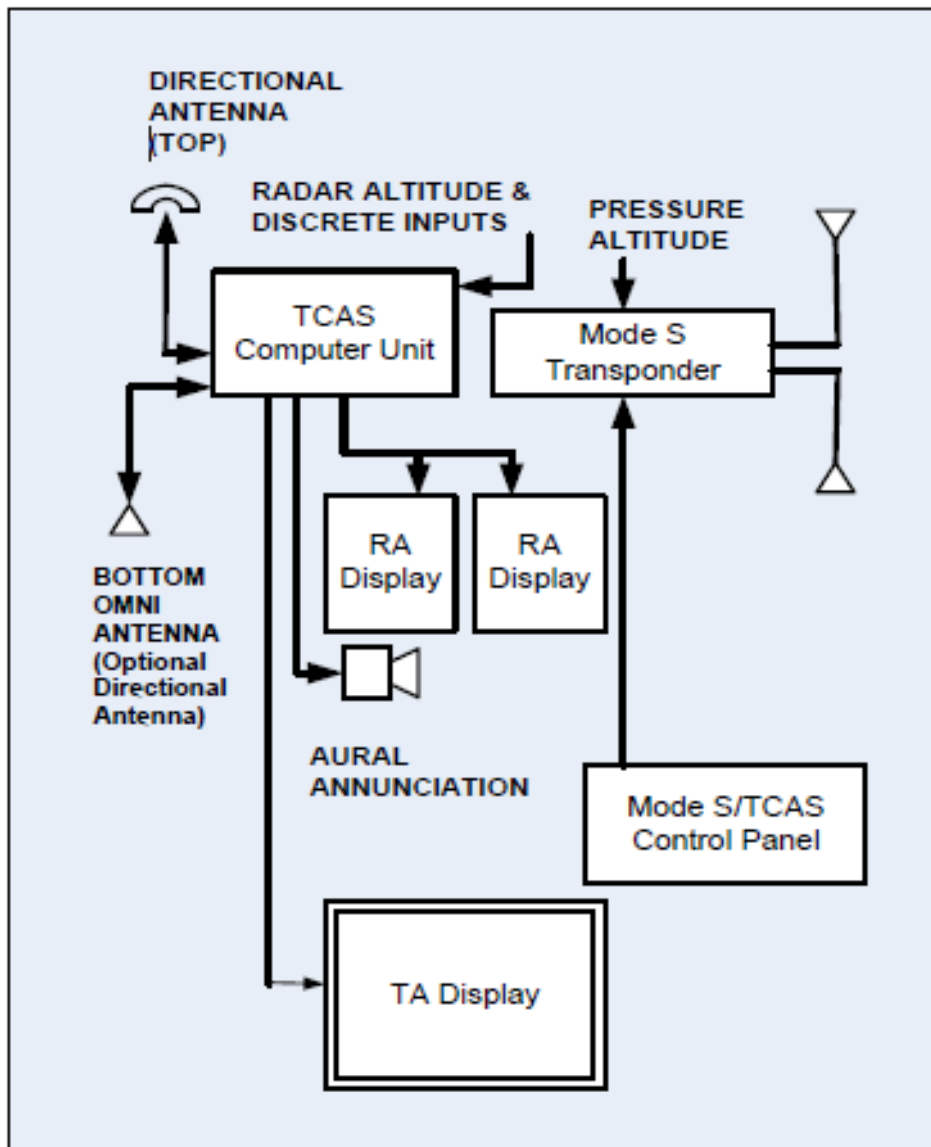 DIRECTIONAL
ANTENNA
(TOP)
RADAR ALTITUDE &
DISCRETE INPUTS
PRESSURE
ALTITUDE
TCAS
Computer Unit
Mode S
Transponder
RA
Display
RA
Display
BOTTOM
OMNI
ANTENNA
(Optional
Directional
Antenna)
AURAL
ANNUNCIATION
Mode S/TCAS
Control Panel
TA Display